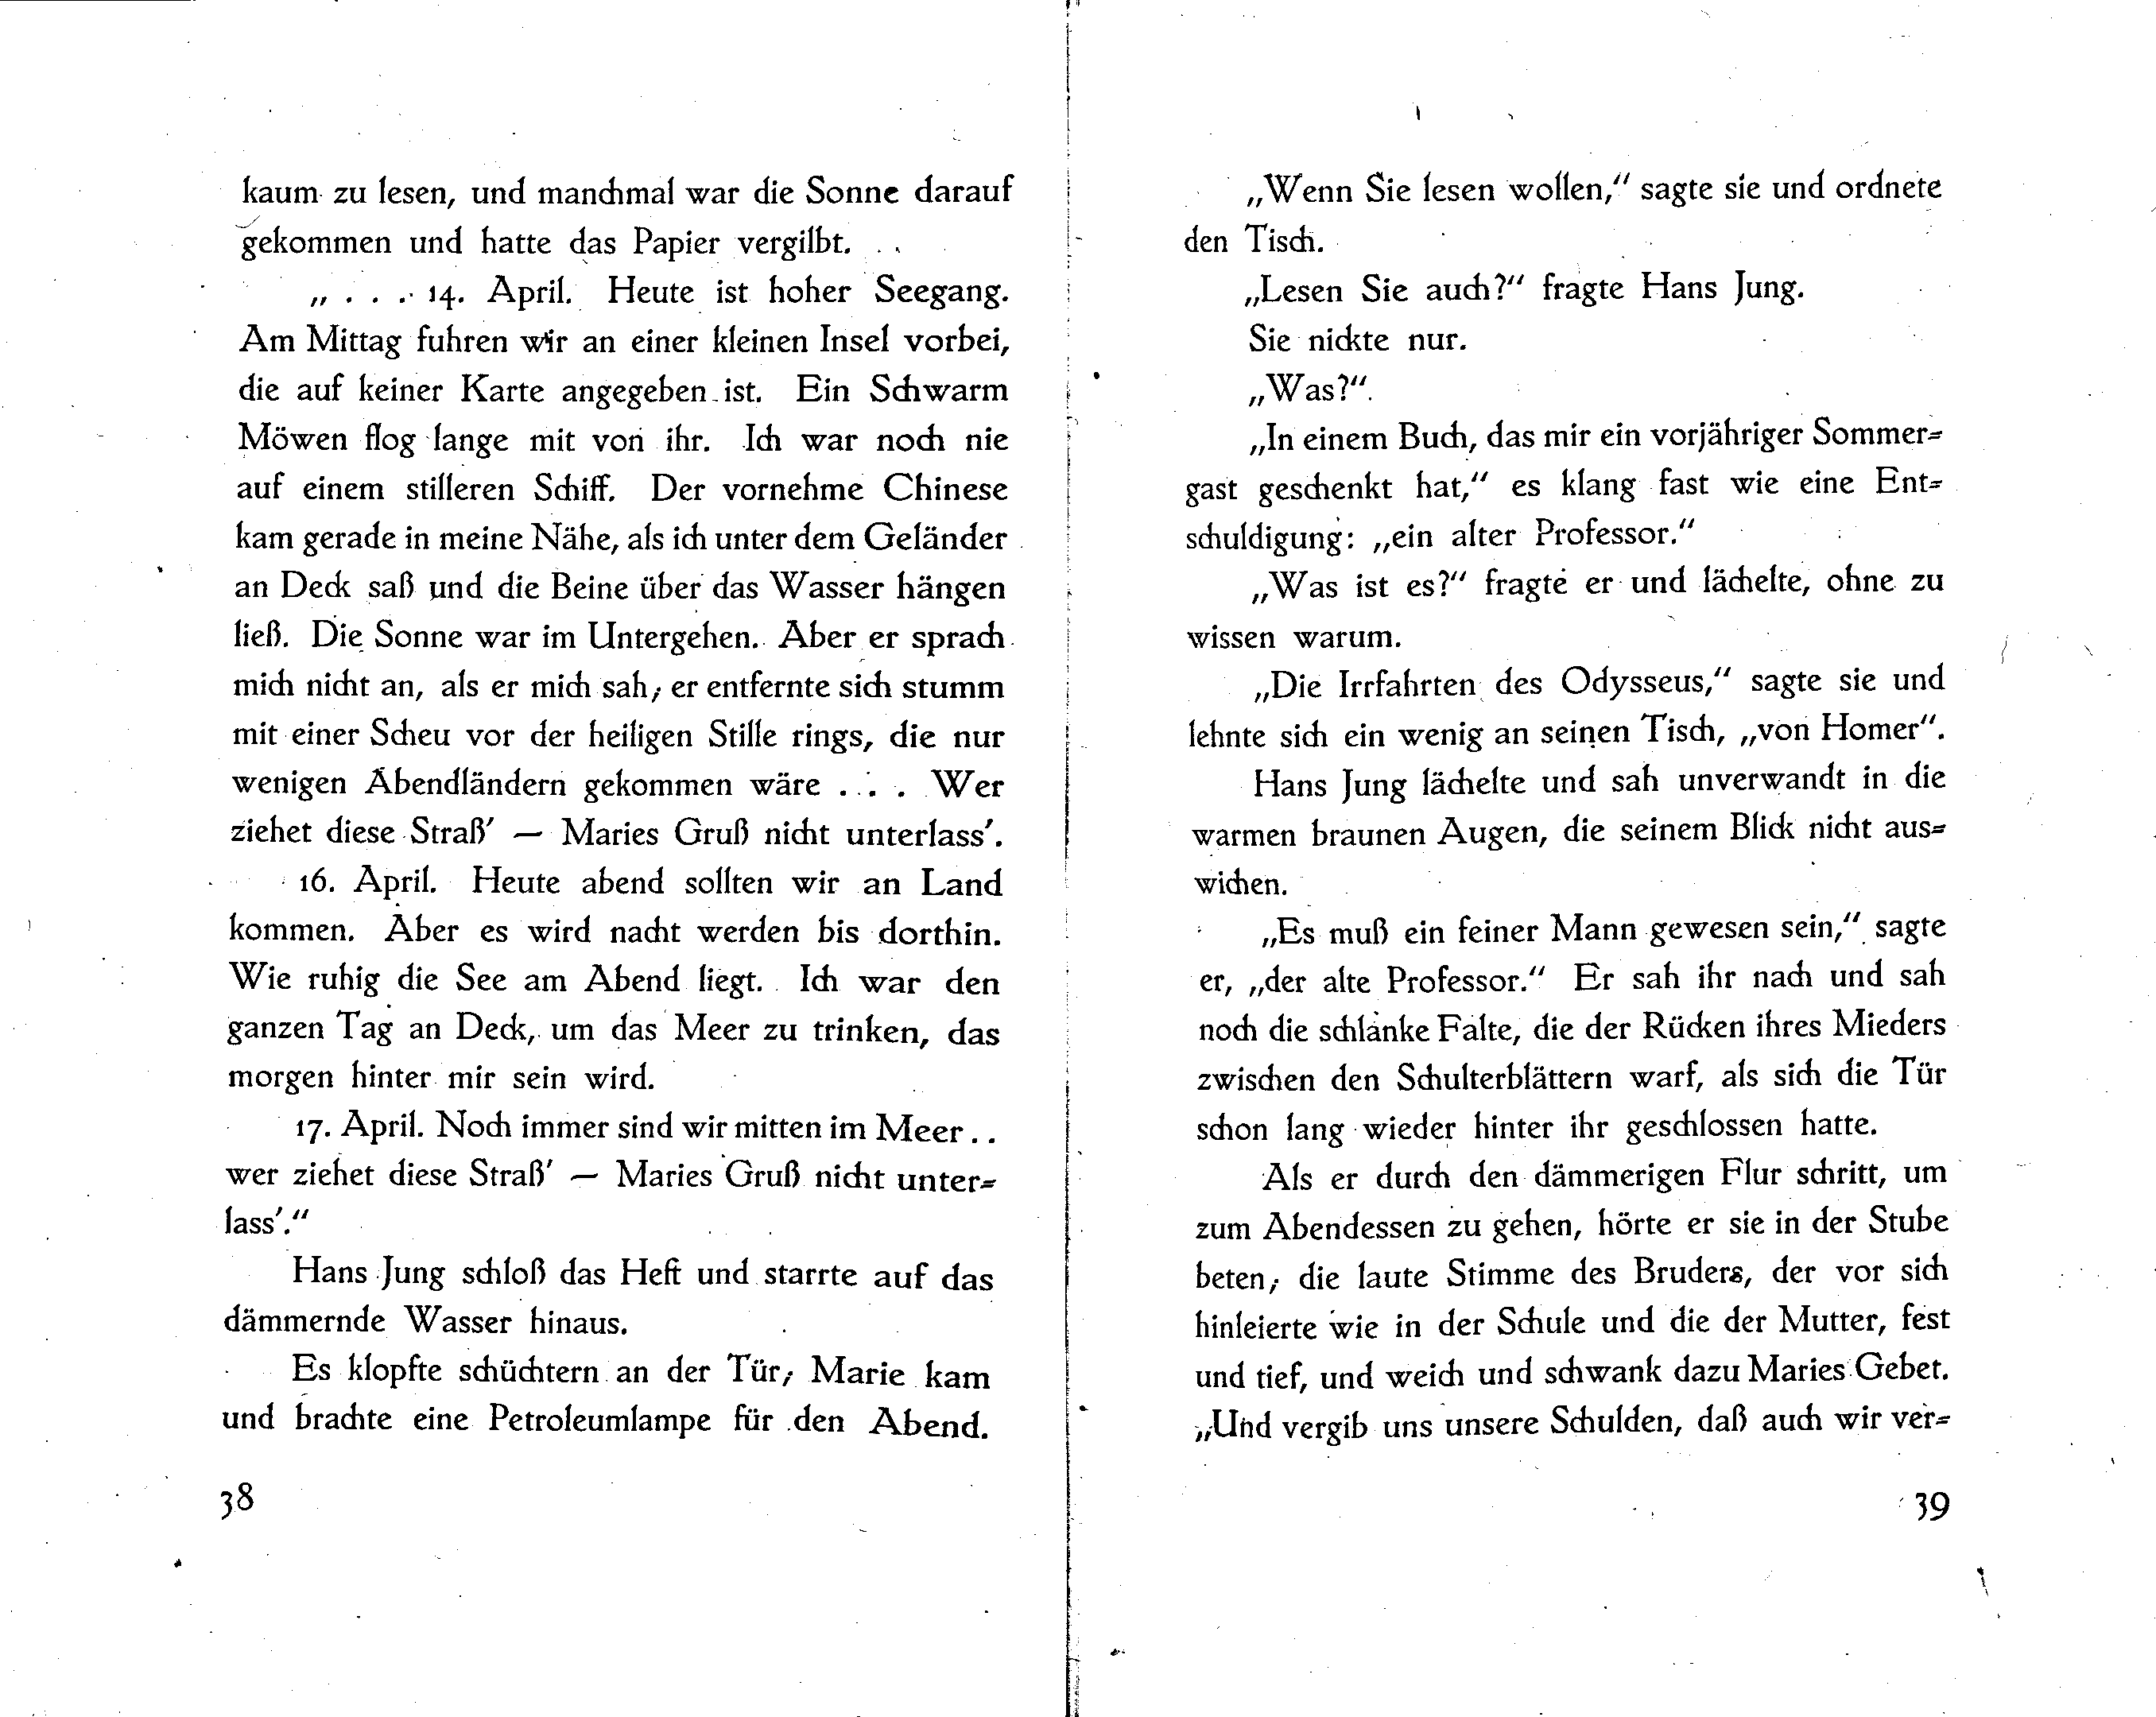 kaum zu lesen, und manchmal war die Sonne darauf
gekommen und hatte das Papier vergilbt. . .
„ . . . . 14. April. Heute ist hoher Seegang.
Am Mittag fuhren wir an einer kleinen Insel vorbei,
die auf keiner Karte angegeben ist. Ein Schwarm
Möwen flog lange mit von ihr. Ich war noch nie
auf einem stilleren Schiff. Der vornehme Chinese
kam gerade in meine Nähe, als ich unter dem Geländer
an Deck saß und die Beine über das Wasser hängen
ließ. Die Sonne war im Untergehen. Aber er sprach
mich nicht an, als er mich sah; er entfernte sich stumm
mit einer Scheu vor der heiligen Stille rings, die nur
wenigen Abendländern gekommen wäre . . . Wer
ziehet diese Straß' — Maries Gruß nicht unterlass'.
16. April. Heute abend sollten wir an Land
kommen. Aber es wird nacht werden bis dorthin.
Wie ruhig die See am Abend liegt. Ich war den
ganzen Tag an Deck, um das Meer zu trinken, das
morgen hinter mir sein wird.
17. April. Noch immer sind wir mitten im Meer . .
wer ziehet diese Straß' — Maries Gruß nicht unter=
lass'.“
Hans Jung schloß das Heft und starrte auf das
dämmernde Wasser hinaus.
Es klopfte schüchtern an der Tür; Marie kam
und brachte eine Petroleumlampe für den Abend.
38
„Wenn Sie lesen wollen,“ sagte sie und ordnete
den Tisch.
„Lesen Sie auch?“ fragte Hans Jung.
Sie nickte nur.
„Was?“
„In einem Buch, das mir ein vorjähriger Sommer=
gast geschenkt hat,“ es klang fast wie eine Ent=
schuldigung: „ein alter Professor.“
„Was ist es?“ fragte er und lächelte, ohne zu
wissen warum.
„Die Irrfahrten des Odysseus,“ sagte sie und
lehnte sich ein wenig an seinen Tisch, „von Homer“.
Hans Jung lächelte und sah unverwandt in die
warmen braunen Augen, die seinem Blick nicht aus=
wichen.
„Es muß ein feiner Mann gewesen sein,“ sagte
er, „der alte Professor.“ Er sah ihr nach und sah
noch die schlanke Falte, die der Rücken ihres Mieders
zwischen den Schulterblättern warf, als sich die Tür
schon lang wieder hinter ihr geschlossen hatte.
Als er durch den dämmerigen Flur schritt, um
zum Abendessen zu gehen, hörte er sie in der Stube
beten; die laute Stimme des Bruders, der vor sich
hinleierte wie in der Schule und die der Mutter, fest
und tief, und weich und schwank dazu Maries Gebet.
„Und vergib uns unsere Schulden, daß auch wir ver=
39